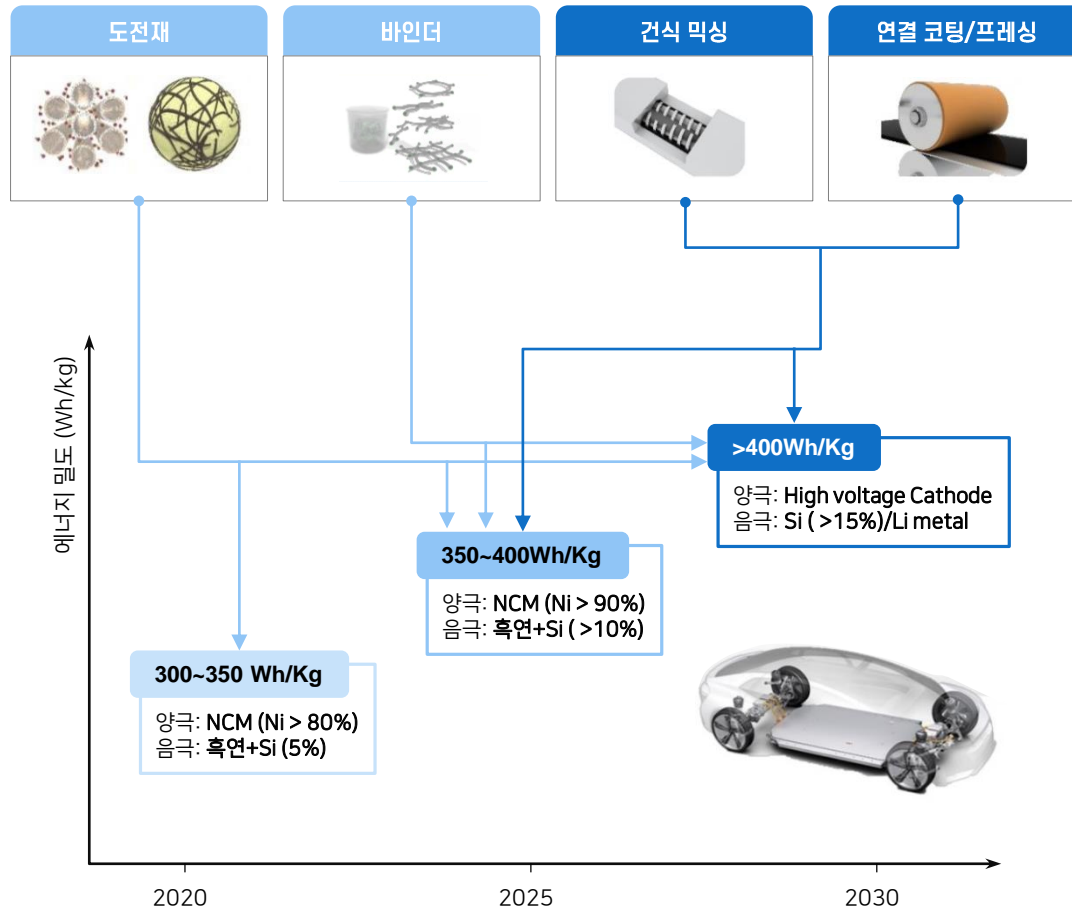 도전재
바인더
건식 믹싱
연결 코팅/프레싱
에너지 밀도 (Wh/kg)
>400Wh/Kg
양극: High voltage Cathode
음극: Si ( >15%)/Li metal
350~400Wh/Kg
양극: NCM (Ni > 90%)
음극: 흑연+Si ( >10%)
300~350 Wh/Kg
양극: NCM (Ni > 80%)
음극: 흑연+Si (5%)
2020
2025
2030